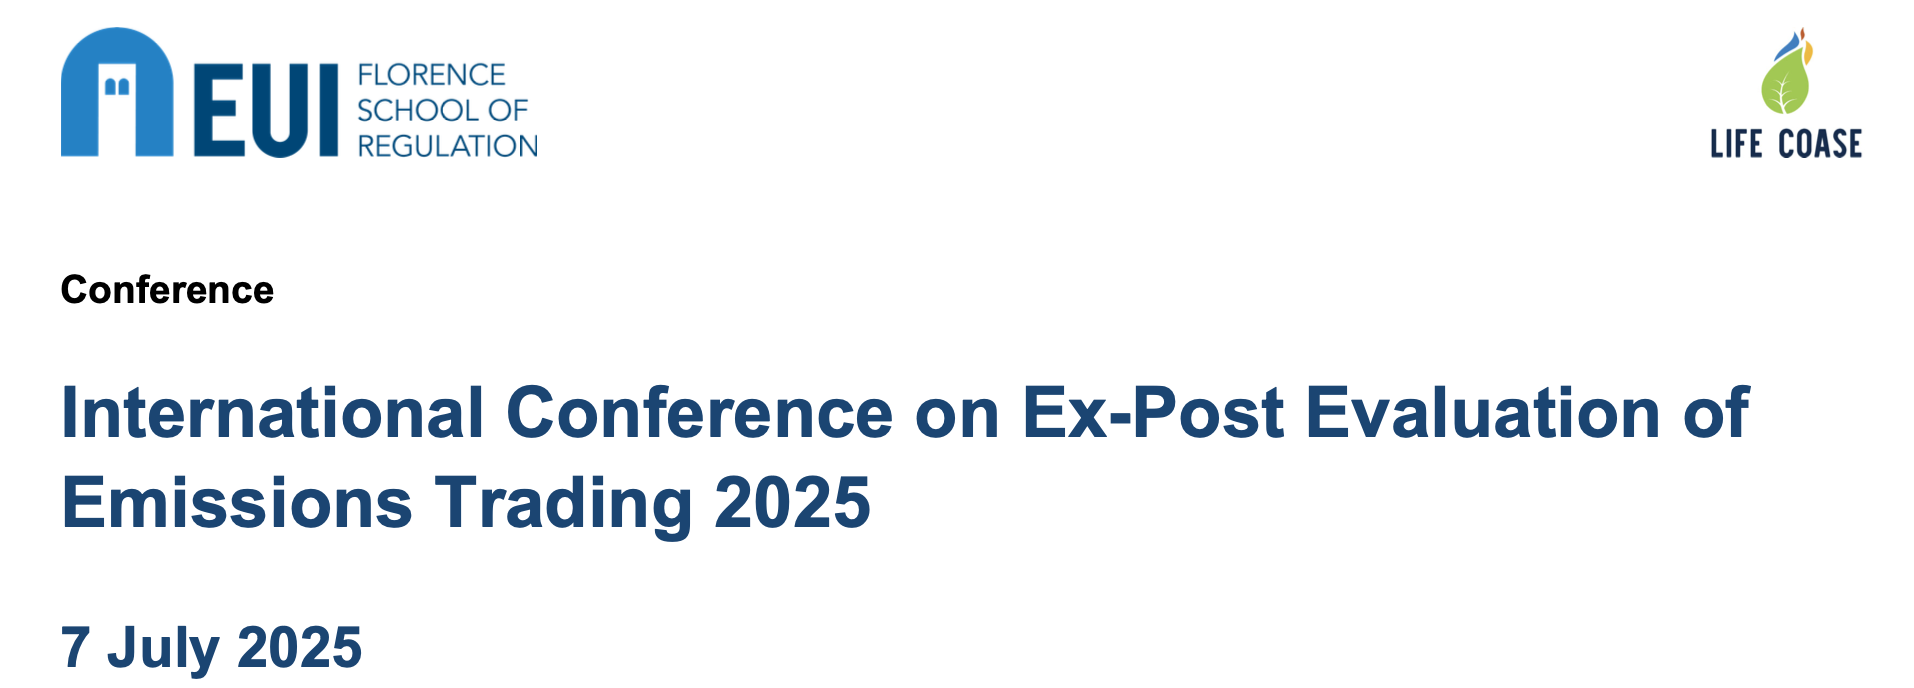 EUI
FLORENCE
SCHOOL OF
REGULATION
LIFE COASE
Conference
International Conference on Ex-Post Evaluation of
Emissions Trading 2025
7 July 2025